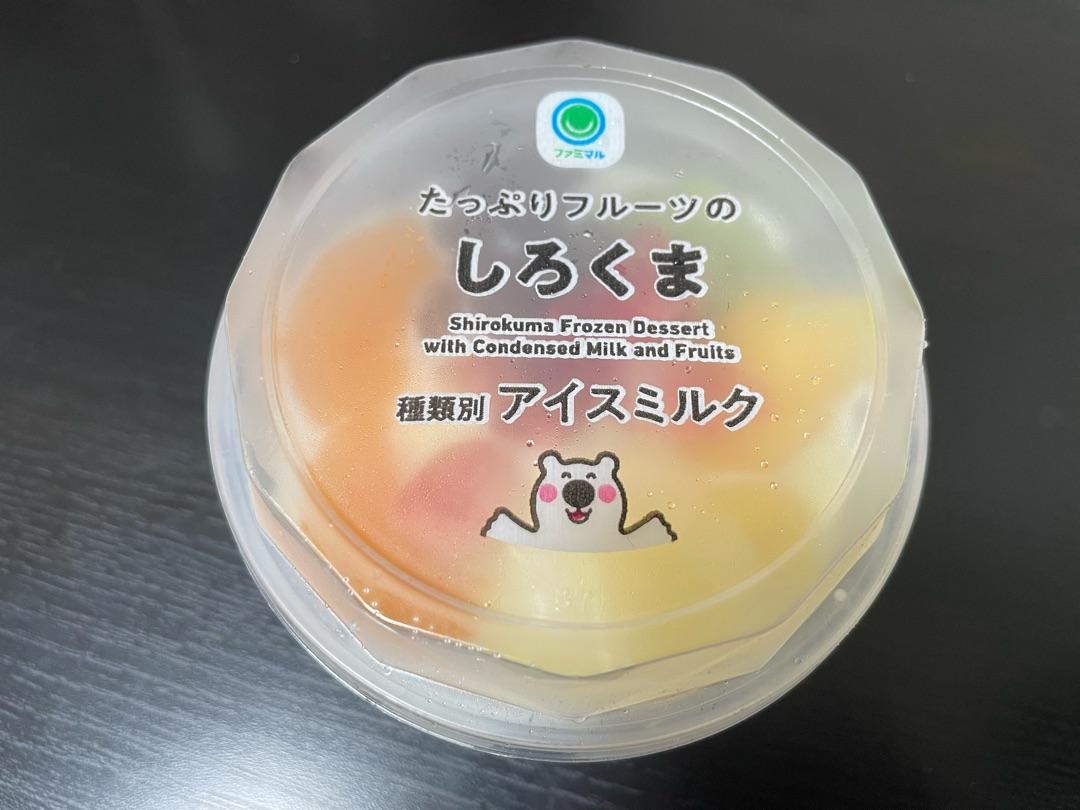 ファミマル
たっぷりフルーツの
しろくま
Shirokuma Frozen Dessert
with Condensed Milk and Fruits
種類別 アイスミルク